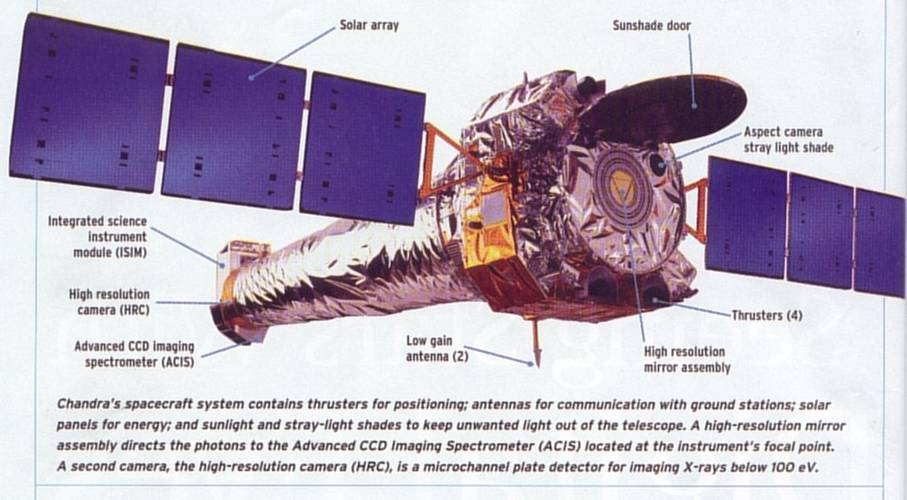 Solar array
Sunshade door
Aspect camera
stray light shade
Integrated science
instrument
module (ISIM)
High resolution
camera (HRC)
Advanced CCD imaging
spectrometer (ACIS)
Low gain
antenna (2)
High resolution
mirror assembly
Thrusters (4)
Chandra's spacecraft system contains thrusters for positioning; antennas for communication with ground stations; solar
panels for energy; and sunlight and stray-light shades to keep unwanted light out of the telescope. A high-resolution mirror
assembly directs the photons to the Advanced CCD Imaging Spectrometer (ACIS) located at the instrument's focal point.
A second camera, the high-resolution camera (HRC), is a microchannel plate detector for imaging X-rays below 100 eV.